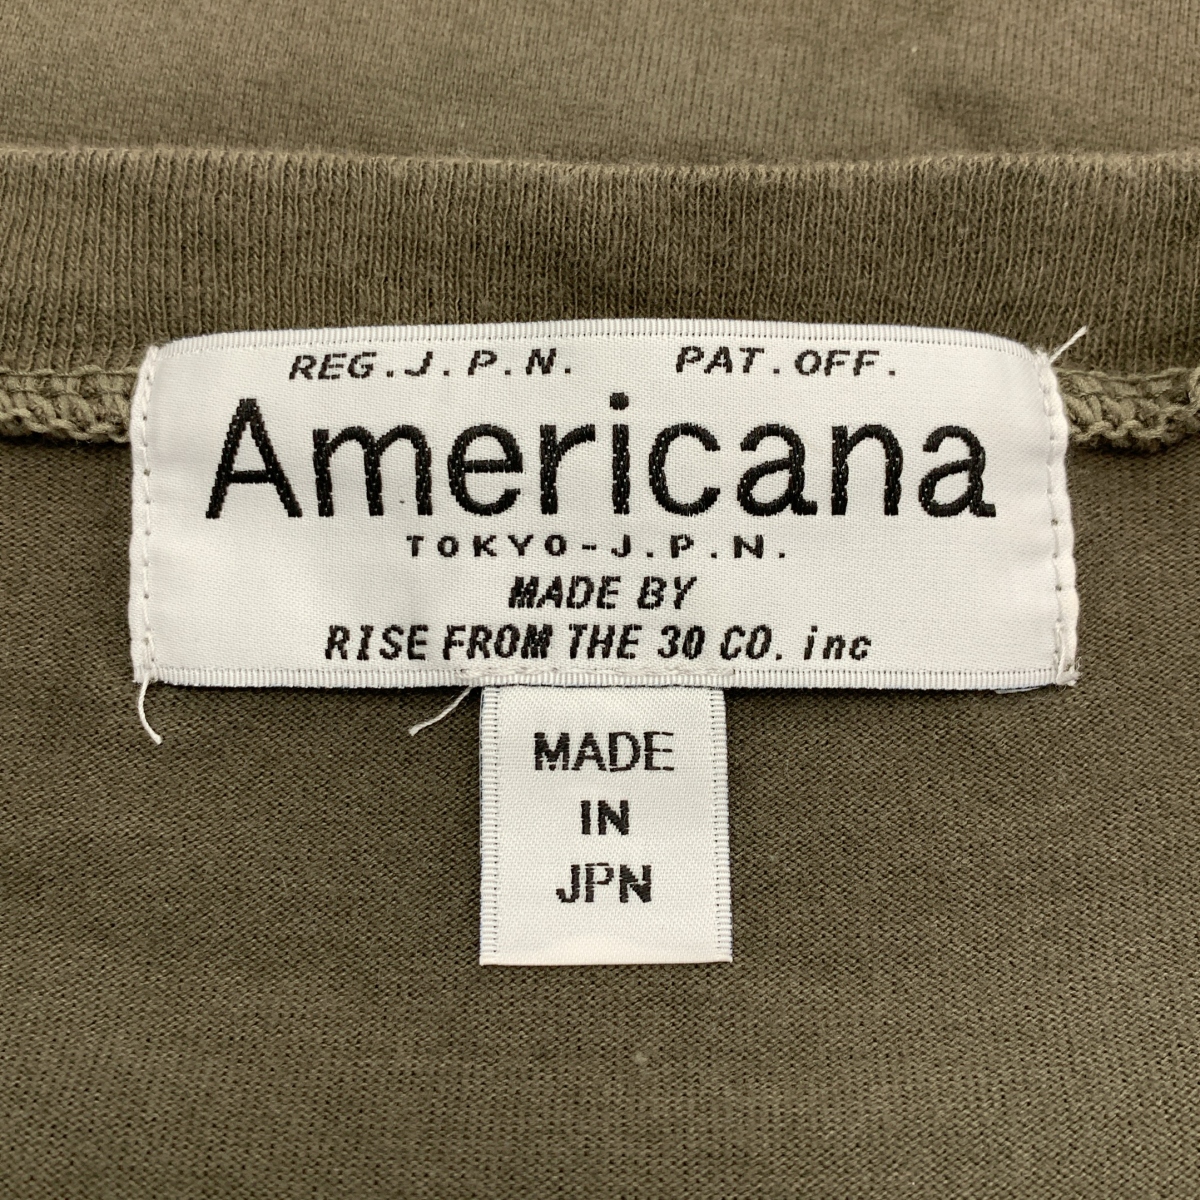 REG.J.P.N. PAT.OFF.
Americana
TOKYO-J.P.N.
MADE BY
RISE FROM THE 30 CO. inc
MADE
IN
JPN